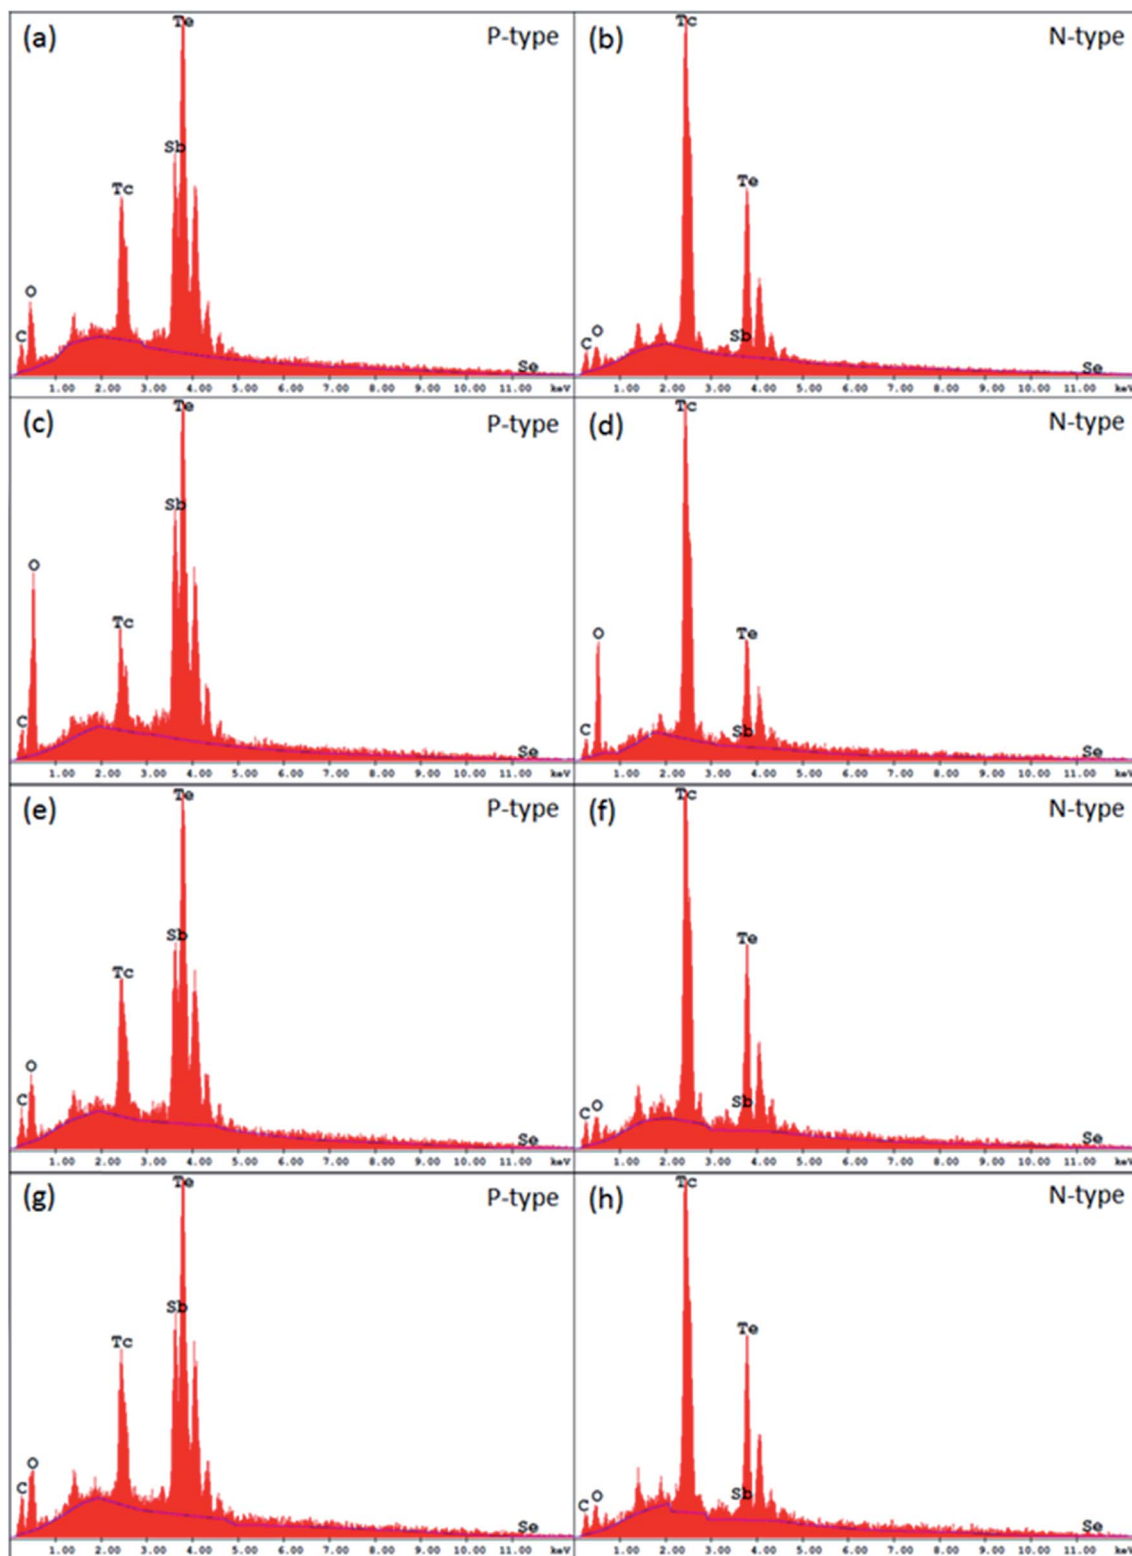 (a) Te P-type
Sb
Tc
O
C
Se
1.00 2.00 3.00 4.00 5.00 6.00 7.00 8.00 9.00 10.00 11.00 keV
(b) Tc N-type
Te
Sb
O
C
Se
1.00 2.00 3.00 4.00 5.00 6.00 7.00 8.00 9.00 10.00 11.00 keV
(c) Te P-type
Sb
O
Tc
C
Se
1.00 2.00 3.00 4.00 5.00 6.00 7.00 8.00 9.00 10.00 11.00 keV
(d) Tc N-type
O Te
Sb
C
Se
1.00 2.00 3.00 4.00 5.00 6.00 7.00 8.00 9.00 10.00 11.00 keV
(e) Te P-type
Sb
Tc
O
C
Se
1.00 2.00 3.00 4.00 5.00 6.00 7.00 8.00 9.00 10.00 11.00 keV
(f) Tc N-type
Te
Sb
C O
Se
1.00 2.00 3.00 4.00 5.00 6.00 7.00 8.00 9.00 10.00 11.00 keV
(g) Te P-type
Sb
Tc
O
C
Se
1.00 2.00 3.00 4.00 5.00 6.00 7.00 8.00 9.00 10.00 11.00 keV
(h) Tc N-type
Te
Sb
C O
Se
1.00 2.00 3.00 4.00 5.00 6.00 7.00 8.00 9.00 10.00 11.00 keV